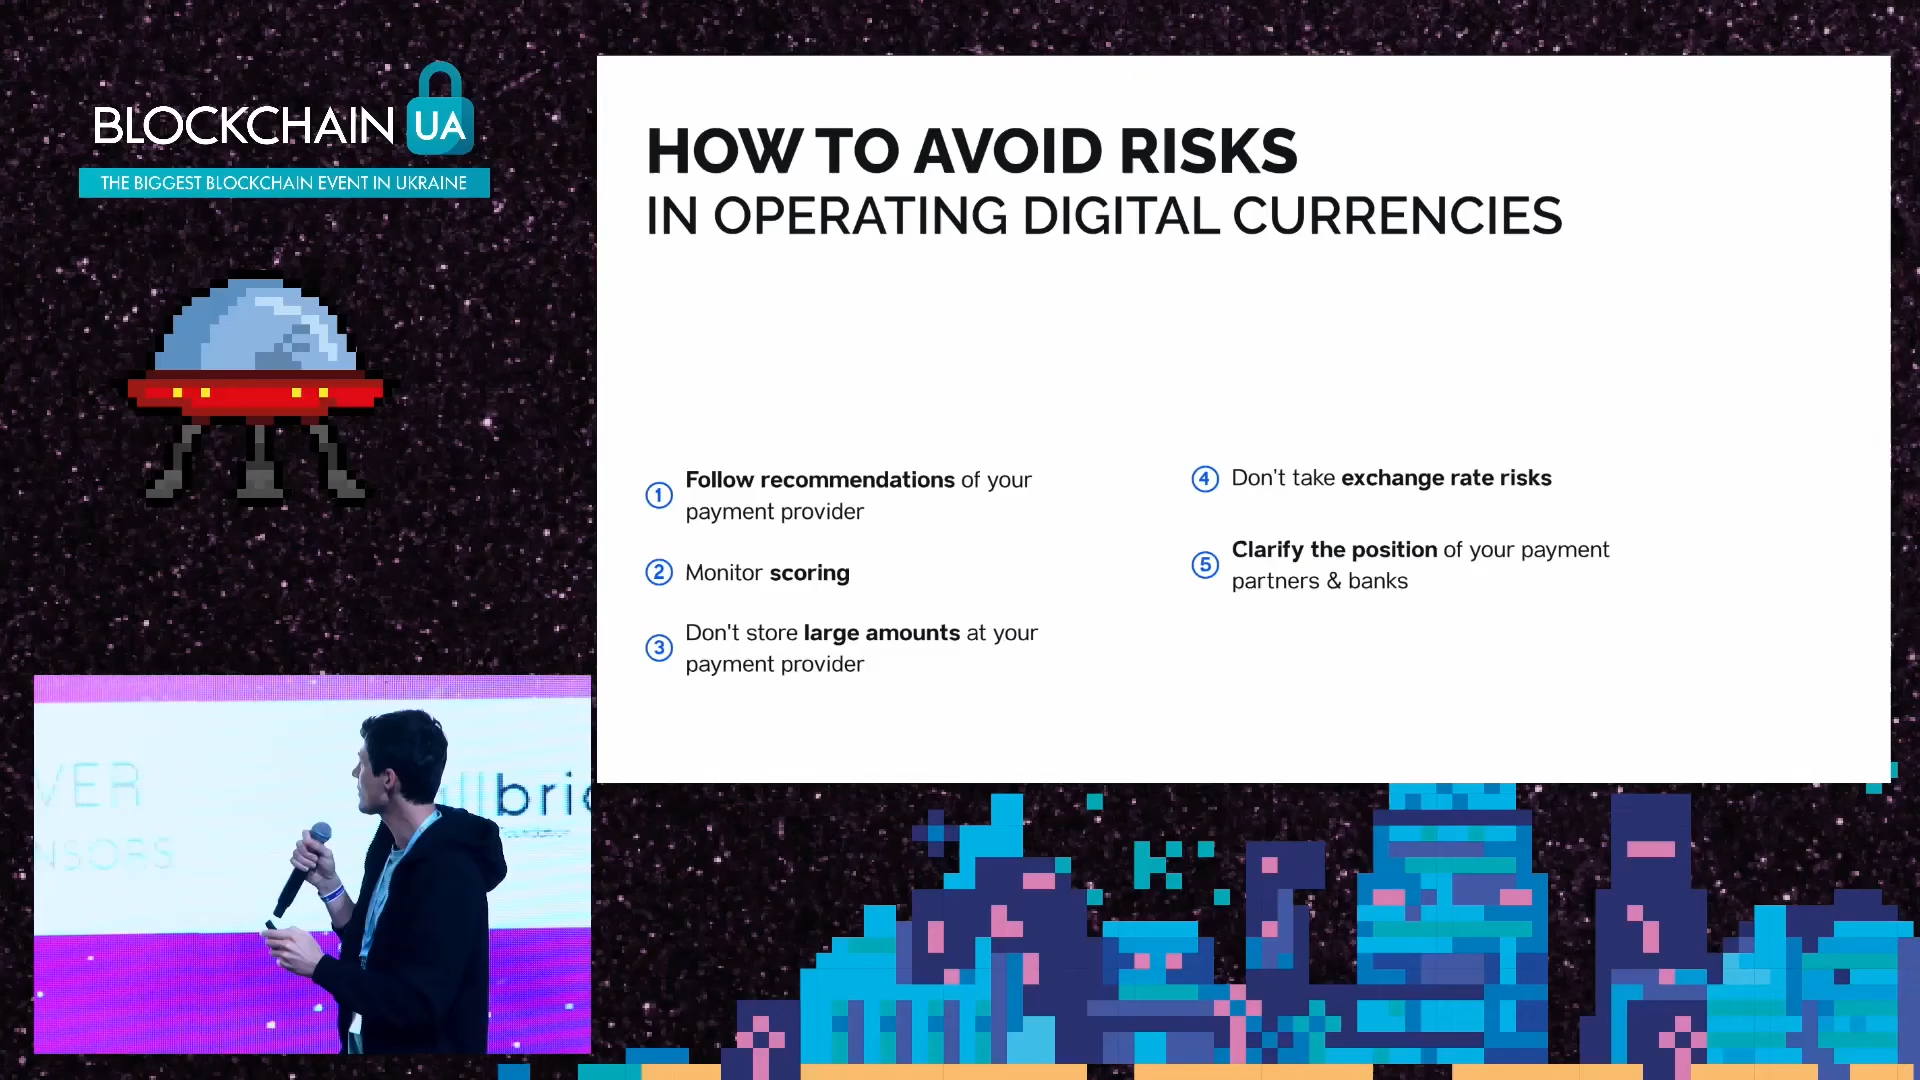 BLOCKCHAIN UA
THE BIGGEST BLOCKCHAIN EVENT IN UKRAINE
HOW TO AVOID RISKS
IN OPERATING DIGITAL CURRENCIES
1 Follow recommendations of your
payment provider
2 Monitor scoring
3 Don't store large amounts at your
payment provider
4 Don't take exchange rate risks
5 Clarify the position of your payment
partners & banks